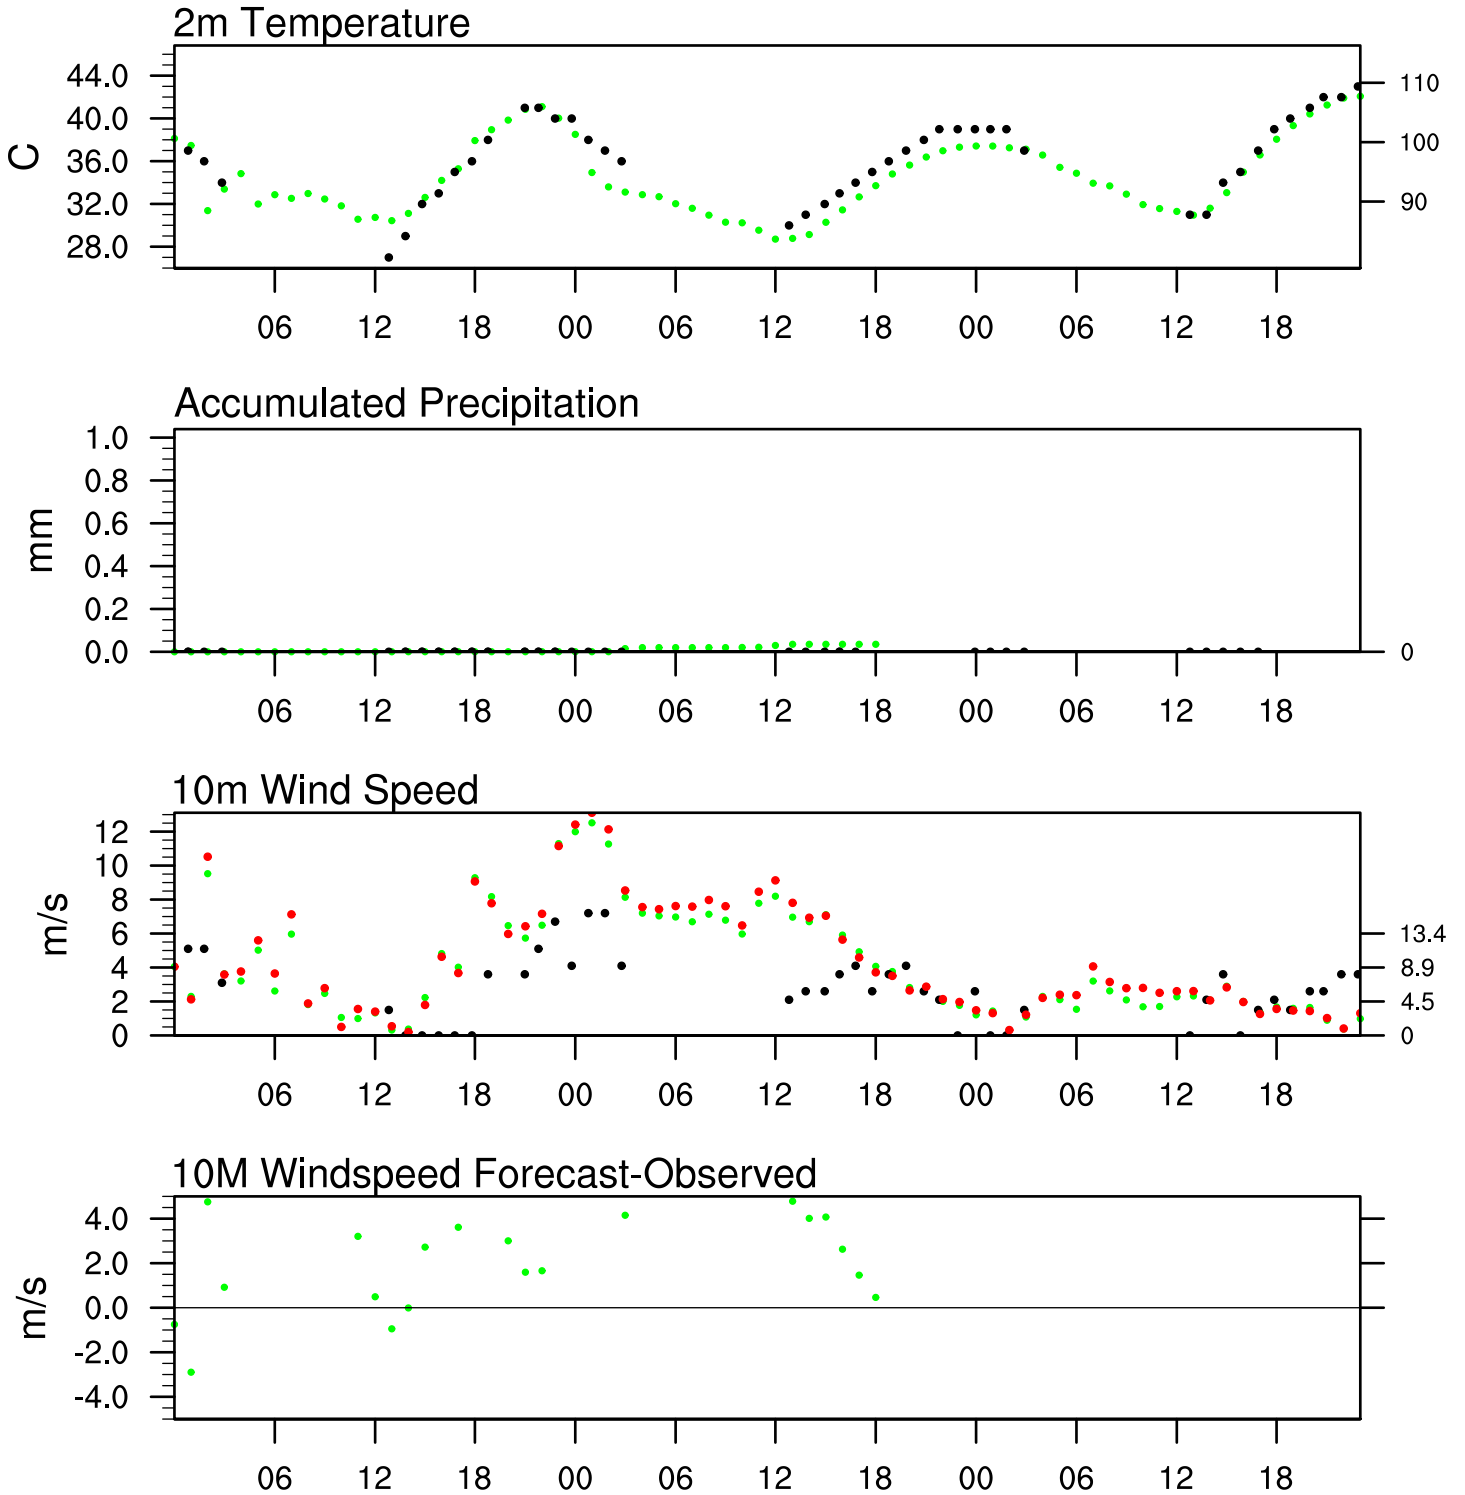 2m Temperature
44.0
40.0
36.0
32.0
28.0
C
110
100
90
06 12 18 00 06 12 18 00 06 12 18
Accumulated Precipitation
1.0
0.8
0.6
0.4
0.2
0.0
mm
0
06 12 18 00 06 12 18 00 06 12 18
10m Wind Speed
12
10
8
6
4
2
0
m/s
13.4
8.9
4.5
0
06 12 18 00 06 12 18 00 06 12 18
10M Windspeed Forecast-Observed
4.0
2.0
0.0
-2.0
-4.0
m/s
06 12 18 00 06 12 18 00 06 12 18